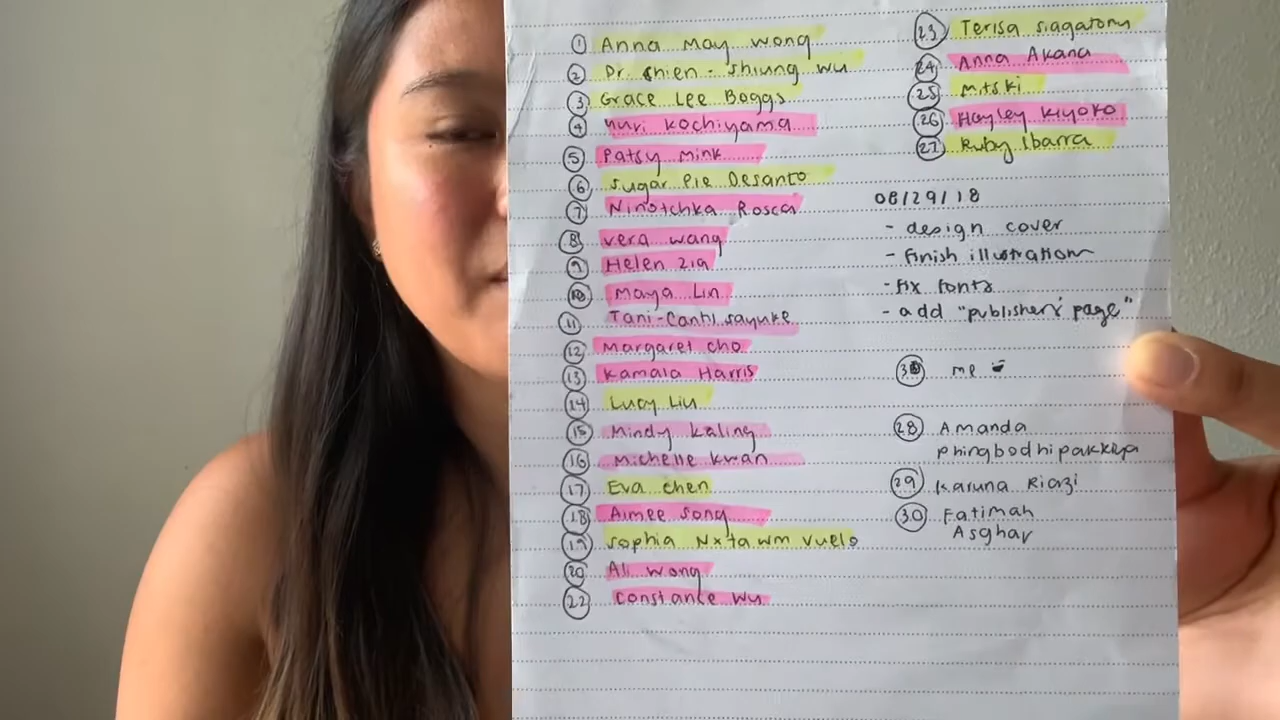 1 Anna May Wong
2 Dr. Chien-Shiung Wu
3 Grace Lee Boggs
4 Yuri Kochiyama
5 Patsy Mink
6 Sugar Pie Desanto
7 Ninotchka Rosca
8 Vera Wang
9 Helen Zia
10 Maya Lin
11 Tani-Cantil Sayuke
12 Margaret Cho
13 Kamala Harris
14 Lucy Liu
15 Mindy Kaling
16 Michelle Kwan
17 Eva Chen
18 Aimee Song
19 Sophia Nxtawm Vuelo
20 Ali Wong
22 Constance Wu
23 Terisa Siagatonu
24 Anna Akana
25 Mitski
26 Hayley Kiyoko
27 Ruby Ibarra
08/29/18
- design cover
- finish illustration
- fix fonts
- add "publishers' page"
30 me
28 Amanda
Phingbodhipakkiya
29 Karuna Riazi
30 Fatimah
Asghar